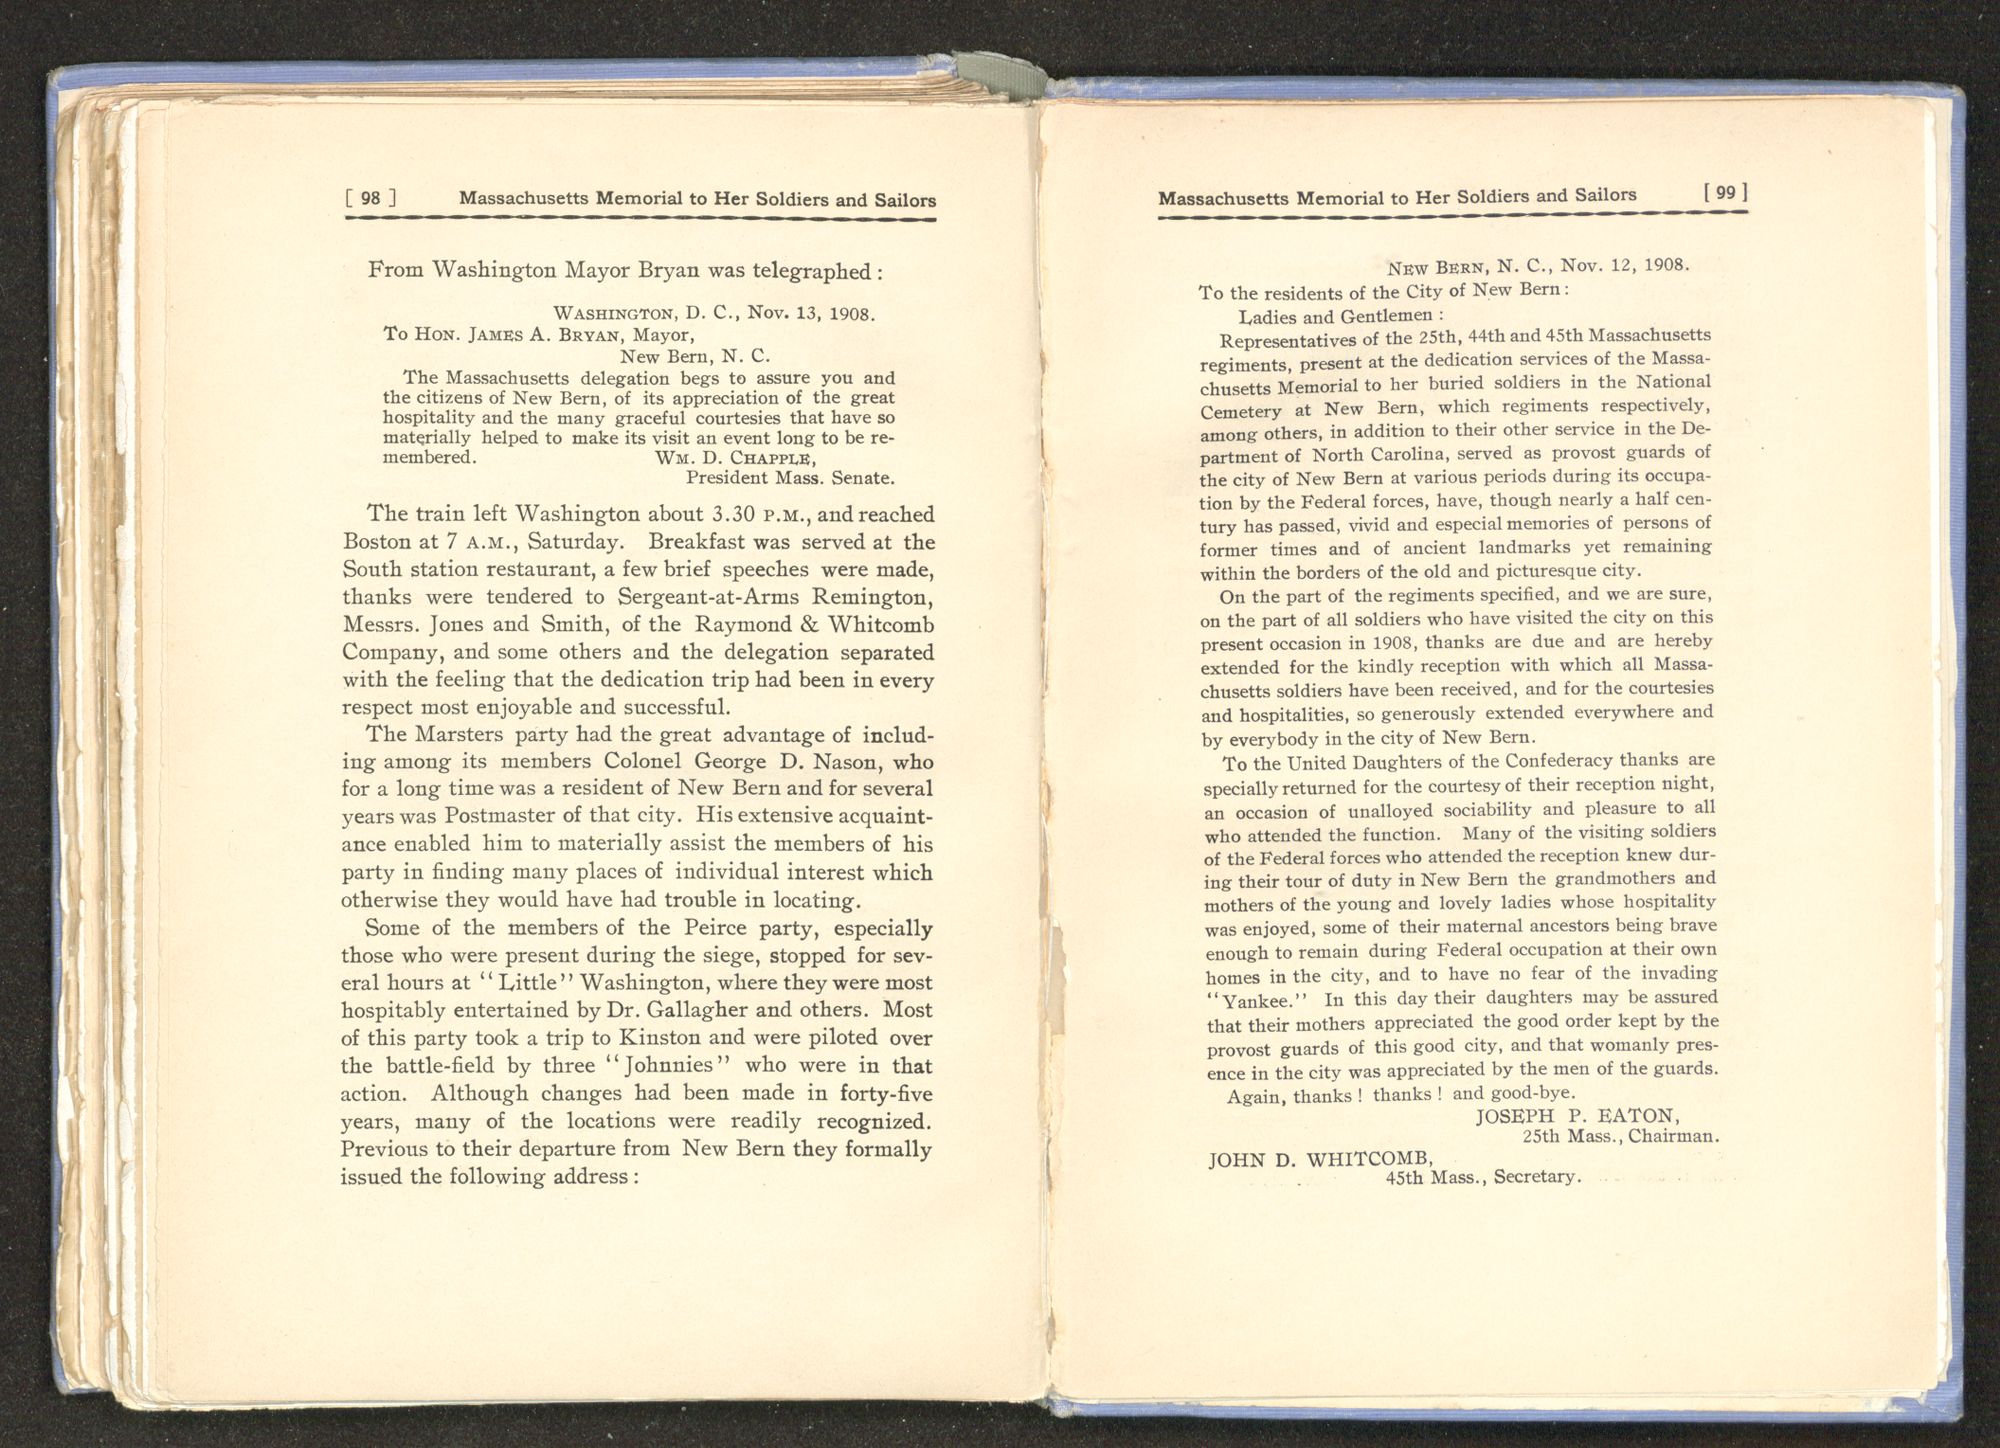 [ 98 ] Massachusetts Memorial to Her Soldiers and Sailors
From Washington Mayor Bryan was telegraphed :
WASHINGTON, D. C., Nov. 13, 1908.
To HON. JAMES A. BRYAN, Mayor,
New Bern, N. C.
The Massachusetts delegation begs to assure you and
the citizens of New Bern, of its appreciation of the great
hospitality and the many graceful courtesies that have so
materially helped to make its visit an event long to be re-
membered. WM. D. CHAPPLE,
President Mass. Senate.
The train left Washington about 3.30 P.M., and reached
Boston at 7 A.M., Saturday. Breakfast was served at the
South station restaurant, a few brief speeches were made,
thanks were tendered to Sergeant-at-Arms Remington,
Messrs. Jones and Smith, of the Raymond & Whitcomb
Company, and some others and the delegation separated
with the feeling that the dedication trip had been in every
respect most enjoyable and successful.
The Marsters party had the great advantage of includ-
ing among its members Colonel George D. Nason, who
for a long time was a resident of New Bern and for several
years was Postmaster of that city. His extensive acquaint-
ance enabled him to materially assist the members of his
party in finding many places of individual interest which
otherwise they would have had trouble in locating.
Some of the members of the Peirce party, especially
those who were present during the siege, stopped for sev-
eral hours at “Little” Washington, where they were most
hospitably entertained by Dr. Gallagher and others. Most
of this party took a trip to Kinston and were piloted over
the battle-field by three “Johnnies” who were in that
action. Although changes had been made in forty-five
years, many of the locations were readily recognized.
Previous to their departure from New Bern they formally
issued the following address :
Massachusetts Memorial to Her Soldiers and Sailors [ 99 ]
NEW BERN, N. C., Nov. 12, 1908.
To the residents of the City of New Bern :
Ladies and Gentlemen :
Representatives of the 25th, 44th and 45th Massachusetts
regiments, present at the dedication services of the Massa-
chusetts Memorial to her buried soldiers in the National
Cemetery at New Bern, which regiments respectively,
among others, in addition to their other service in the De-
partment of North Carolina, served as provost guards of
the city of New Bern at various periods during its occupa-
tion by the Federal forces, have, though nearly a half cen-
tury has passed, vivid and especial memories of persons of
former times and of ancient landmarks yet remaining
within the borders of the old and picturesque city.
On the part of the regiments specified, and we are sure,
on the part of all soldiers who have visited the city on this
present occasion in 1908, thanks are due and are hereby
extended for the kindly reception with which all Massa-
chusetts soldiers have been received, and for the courtesies
and hospitalities, so generously extended everywhere and
by everybody in the city of New Bern.
To the United Daughters of the Confederacy thanks are
specially returned for the courtesy of their reception night,
an occasion of unalloyed sociability and pleasure to all
who attended the function. Many of the visiting soldiers
of the Federal forces who attended the reception knew dur-
ing their tour of duty in New Bern the grandmothers and
mothers of the young and lovely ladies whose hospitality
was enjoyed, some of their maternal ancestors being brave
enough to remain during Federal occupation at their own
homes in the city, and to have no fear of the invading
“Yankee.” In this day their daughters may be assured
that their mothers appreciated the good order kept by the
provost guards of this good city, and that womanly pres-
ence in the city was appreciated by the men of the guards.
Again, thanks ! thanks ! and good-bye.
JOSEPH P. EATON,
25th Mass., Chairman.
JOHN D. WHITCOMB,
45th Mass., Secretary.